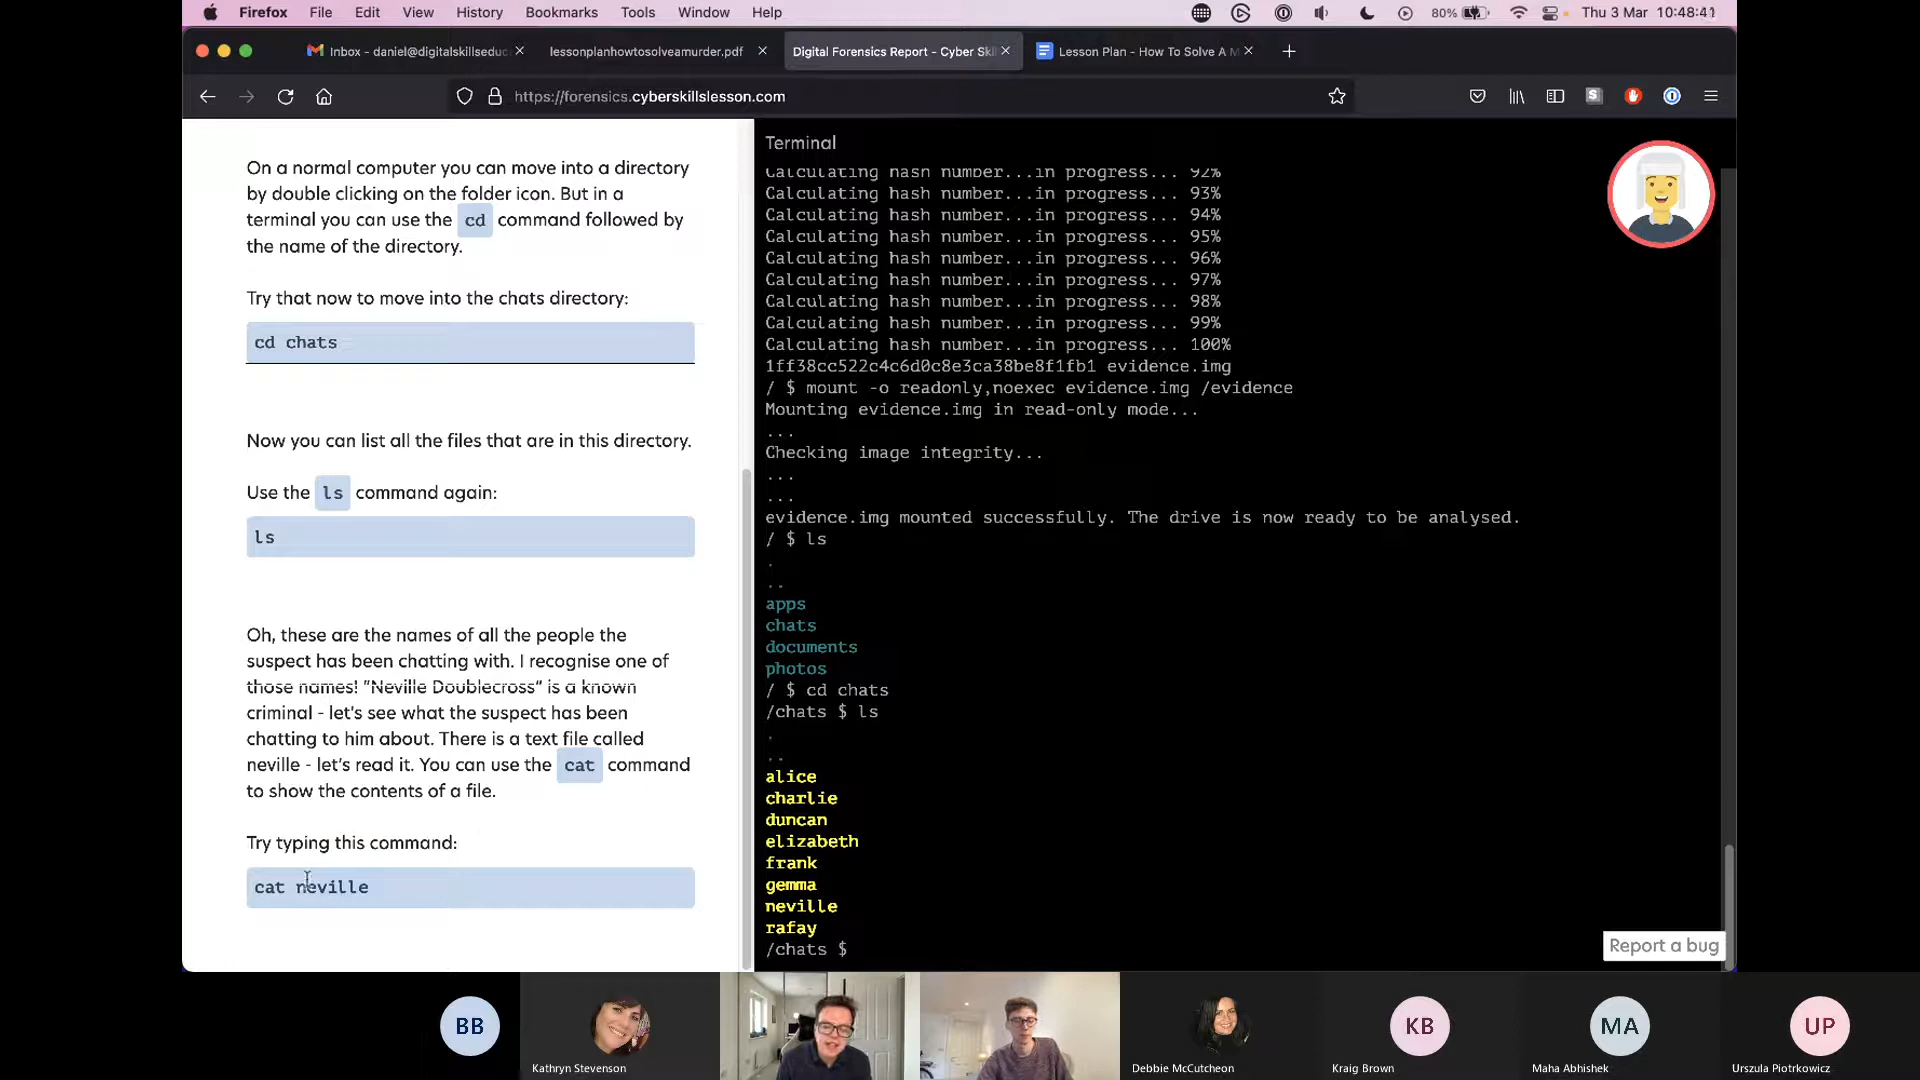 Firefox File Edit View History Bookmarks Tools Window Help 80% Thu 3 Mar 10:48:41
Inbox - daniel@digitalskillseduc
lessonplanhowtosolveamurder.pdf
Digital Forensics Report - Cyber Ski
Lesson Plan - How To Solve A M
https://forensics.cyberskillslesson.com
On a normal computer you can move into a directory
by double clicking on the folder icon. But in a
terminal you can use the cd command followed by
the name of the directory.
Try that now to move into the chats directory:
cd chats
Now you can list all the files that are in this directory.
Use the ls command again:
ls
Oh, these are the names of all the people the
suspect has been chatting with. I recognise one of
those names! "Neville Doublecross" is a known
criminal - let's see what the suspect has been
chatting to him about. There is a text file called
neville - let's read it. You can use the cat command
to show the contents of a file.
Try typing this command:
cat neville
Terminal
Calculating hash number...in progress... 92%
Calculating hash number...in progress... 93%
Calculating hash number...in progress... 94%
Calculating hash number...in progress... 95%
Calculating hash number...in progress... 96%
Calculating hash number...in progress... 97%
Calculating hash number...in progress... 98%
Calculating hash number...in progress... 99%
Calculating hash number...in progress... 100%
1ff38cc522c4c6d0c8e3ca38be8f1fb1 evidence.img
/ $ mount -o readonly,noexec evidence.img /evidence
Mounting evidence.img in read-only mode...
...
Checking image integrity...
...
...
evidence.img mounted successfully. The drive is now ready to be analysed.
/ $ ls
.
..
apps
chats
documents
photos
/ $ cd chats
/chats $ ls
.
..
alice
charlie
duncan
elizabeth
frank
gemma
neville
rafay
/chats $
Report a bug
BB
KB
MA
UP
Kathryn Stevenson
Debbie McCutcheon
Kraig Brown
Maha Abhishek
Urszula Piotrkowicz